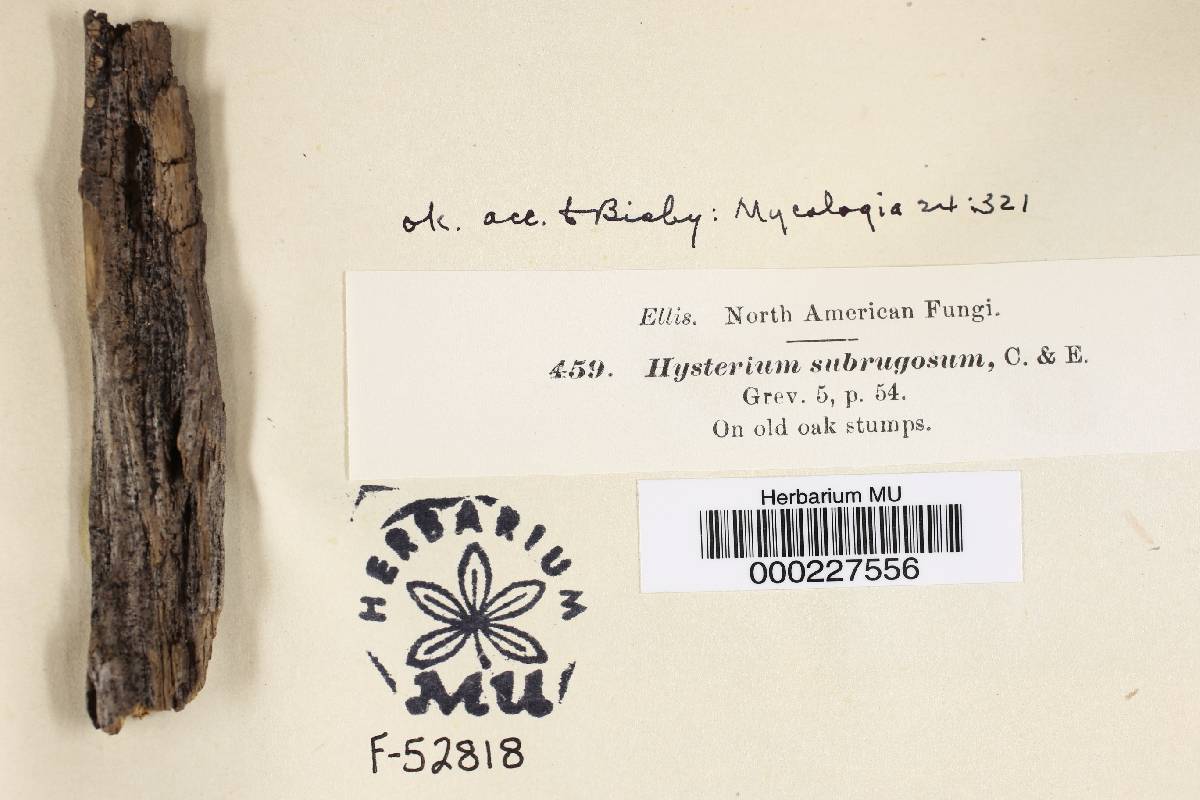 ok. acc. to Bisby: Mycologia 24:321
Ellis. North American Fungi.
459. Hysterium subrugosum, C. & E.
Grev. 5, p. 54.
On old oak stumps.
Herbarium MU
000227556
HERBARIUM
MU
F-52818